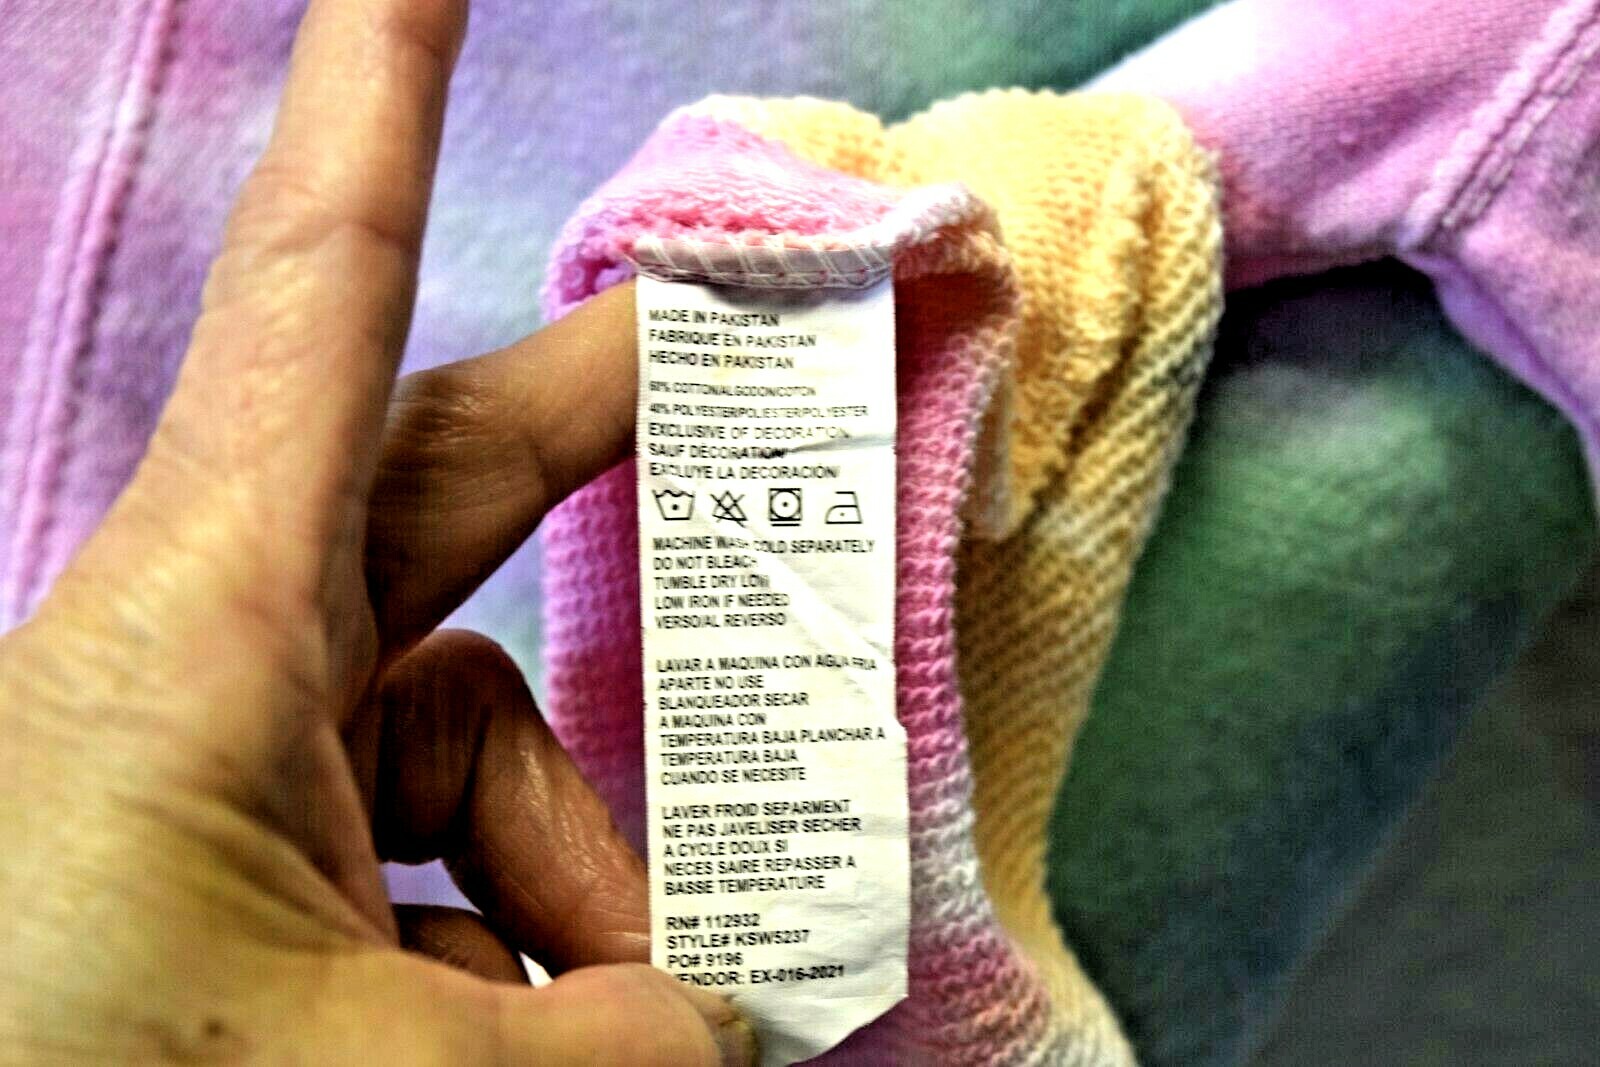 MADE IN PAKISTAN
FABRIQUE EN PAKISTAN
HECHO EN PAKISTAN
60% COTTON/ALGODON/COTON
40% POLYESTER/POLIESTER/POLYESTER
EXCLUSIVE OF DECORATION
SAUF DECORATION/
EXCLUYE LA DECORACION/
MACHINE WASH COLD SEPARATELY
DO NOT BLEACH
TUMBLE DRY LOW
LOW IRON IF NEEDED
VERSO/AL REVERSO
LAVAR A MAQUINA CON AGUA FRIA
APARTE NO USE
BLANQUEADOR SECAR
A MAQUINA CON
TEMPERATURA BAJA PLANCHAR A
TEMPERATURA BAJA
CUANDO SE NECESITE
LAVER FROID SEPARMENT
NE PAS JAVELISER SECHER
A CYCLE DOUX SI
NECES SAIRE REPASSER A
BASSE TEMPERATURE
RN# 112932
STYLE# KSW5237
PO# 9196
VENDOR: EX-016-2021